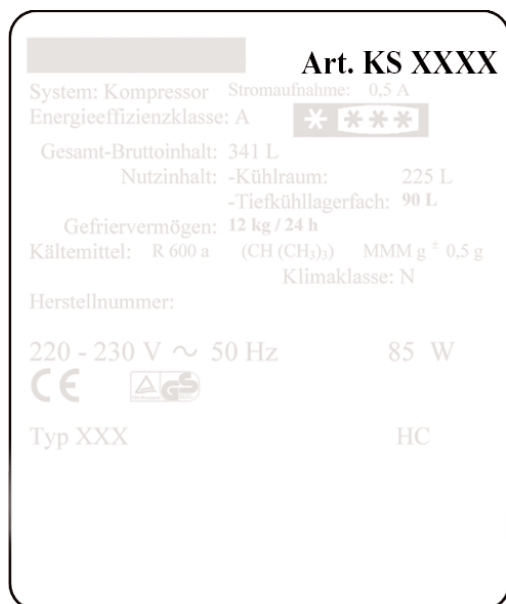 Art. KS XXXX
System: Kompressor Stromaufnahme: 0,5 A
Energieeffizienzklasse: A
Gesamt-Bruttoinhalt: 341 L
Nutzinhalt: -Kühlraum: 225 L
-Tiefkühllagerfach: 90 L
Gefriervermögen: 12 kg / 24 h
Kältemittel: R 600 a (CH (CH₃)₃) MMM g ± 0,5 g
Klimaklasse: N
Herstellnummer:
220 - 230 V ~ 50 Hz 85 W
CE GS
Typ XXX HC